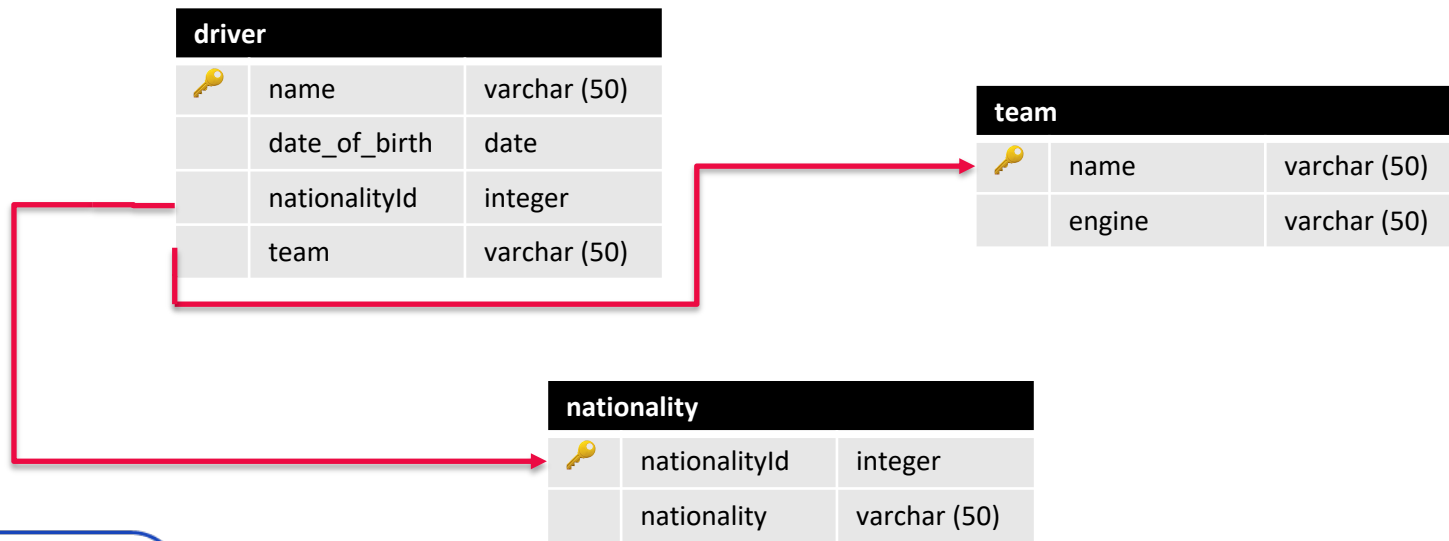 driver
name varchar (50)
date_of_birth date
nationalityId integer
team varchar (50)
team
name varchar (50)
engine varchar (50)
nationality
nationalityId integer
nationality varchar (50)